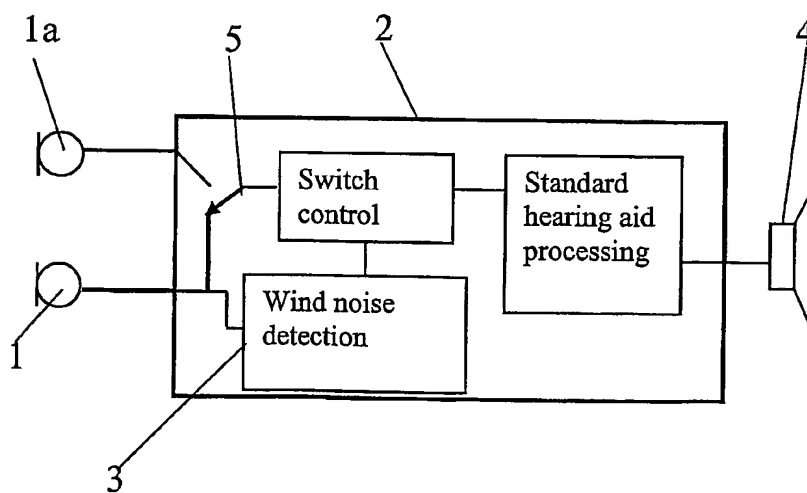 1a
5
2
4
Switch
control
Standard
hearing aid
processing
1
Wind noise
detection
3